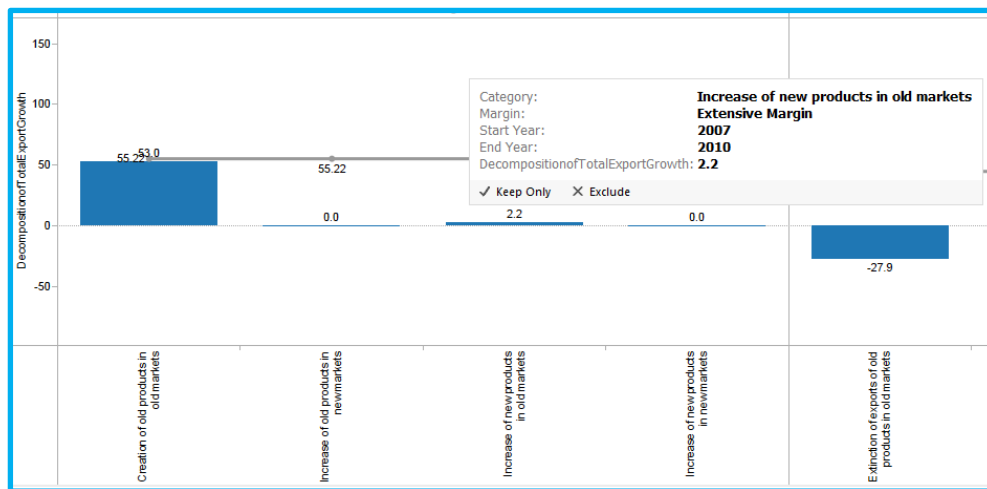 DecompositionofTotalExportGrowth
150
100
50
0
-50
53.0
55.22
55.22
0.0
2.2
0.0
-27.9
Category: Increase of new products in old markets
Margin: Extensive Margin
Start Year: 2007
End Year: 2010
DecompositionofTotalExportGrowth: 2.2
Keep Only Exclude
Creation of old products in
old markets
Increase of old products in
newmarkets
Increase of new products
in old markets
Increase of new products
in newmarkets
Extinction of exports of old
products in old markets